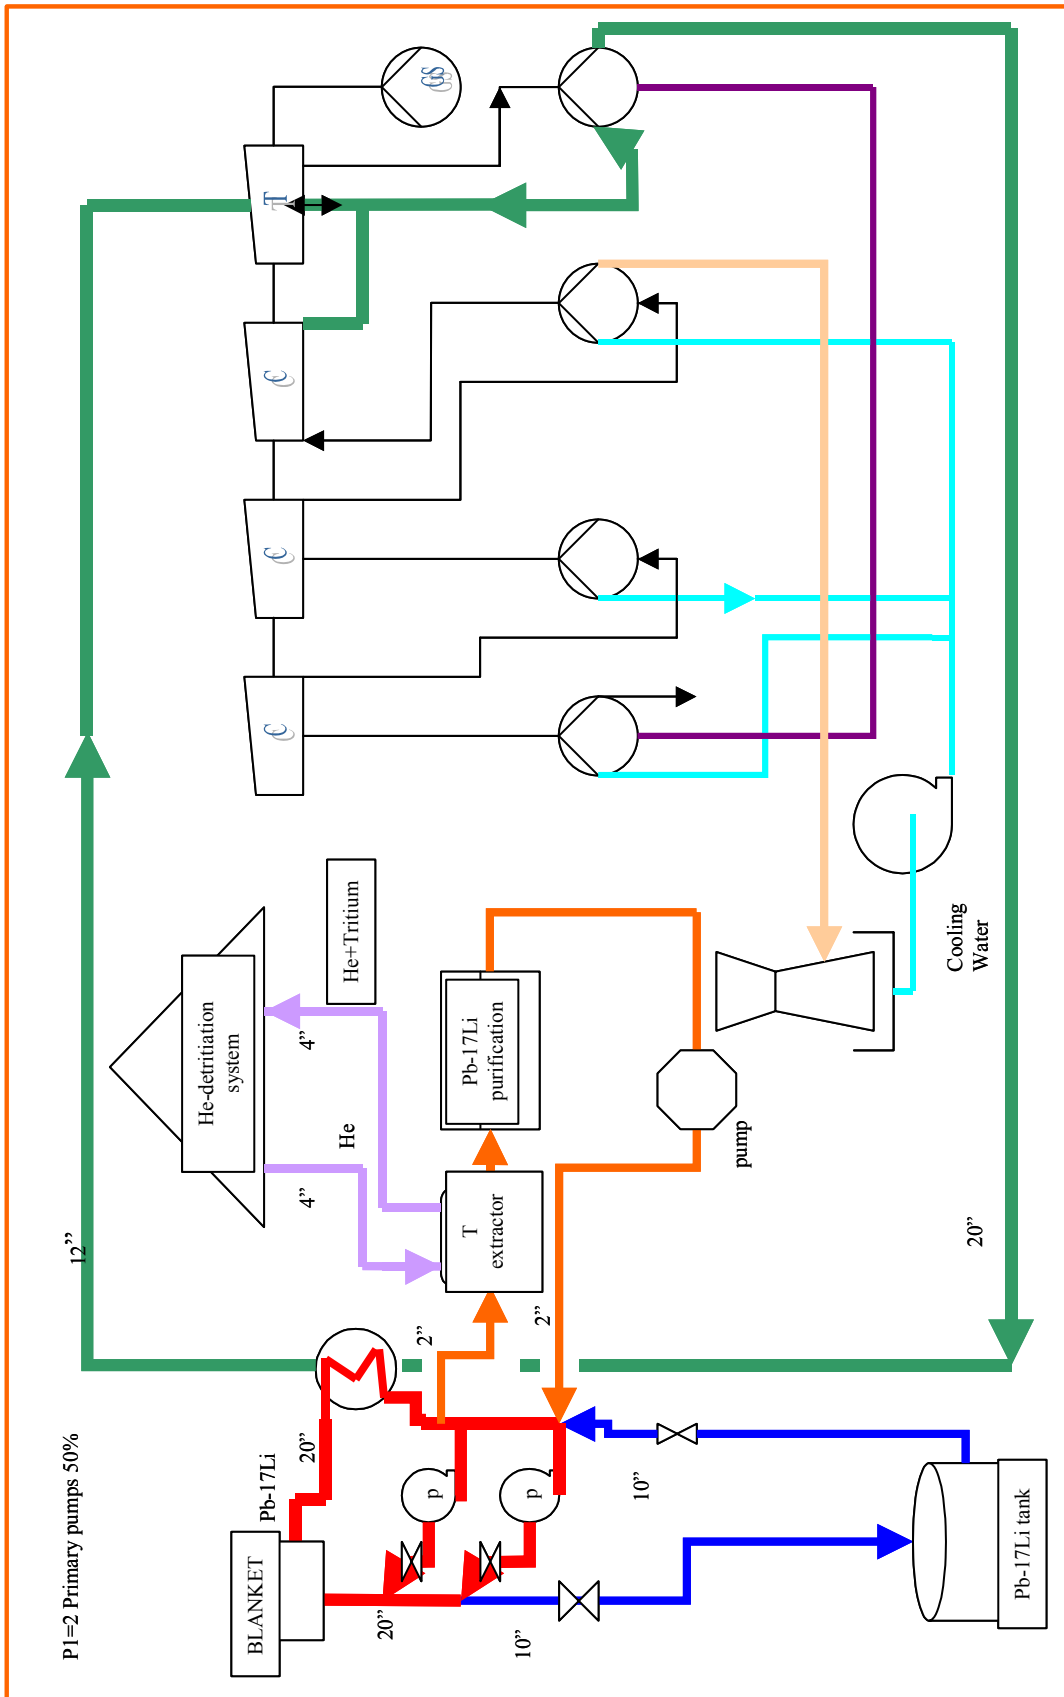 P1=2 Primary pumps 50%
12”
He-detritiation
system
BLANKET
Pb-17Li
C
C
C
T
20”
4”
4”
He
He+Tritium
20”
2”
GS
p
T
extractor
Pb-17Li
purification
10”
p
2”
10”
pump
Cooling
Water
20”
Pb-17Li tank